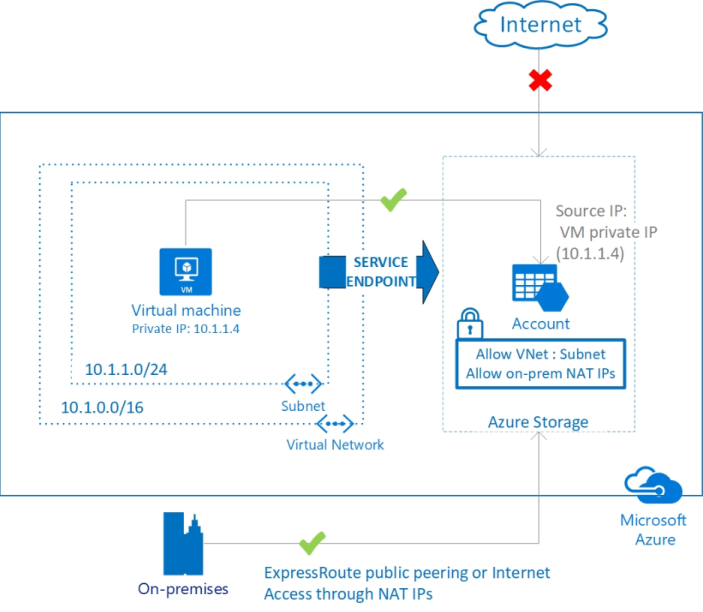 Internet
Source IP:
VM private IP
(10.1.1.4)
SERVICE
ENDPOINT
VM
Virtual machine
Private IP: 10.1.1.4
Account
Allow VNet : Subnet
Allow on-prem NAT IPs
10.1.1.0/24
Subnet
10.1.0.0/16
Azure Storage
Virtual Network
Microsoft
Azure
On-premises
ExpressRoute public peering or Internet
Access through NAT IPs